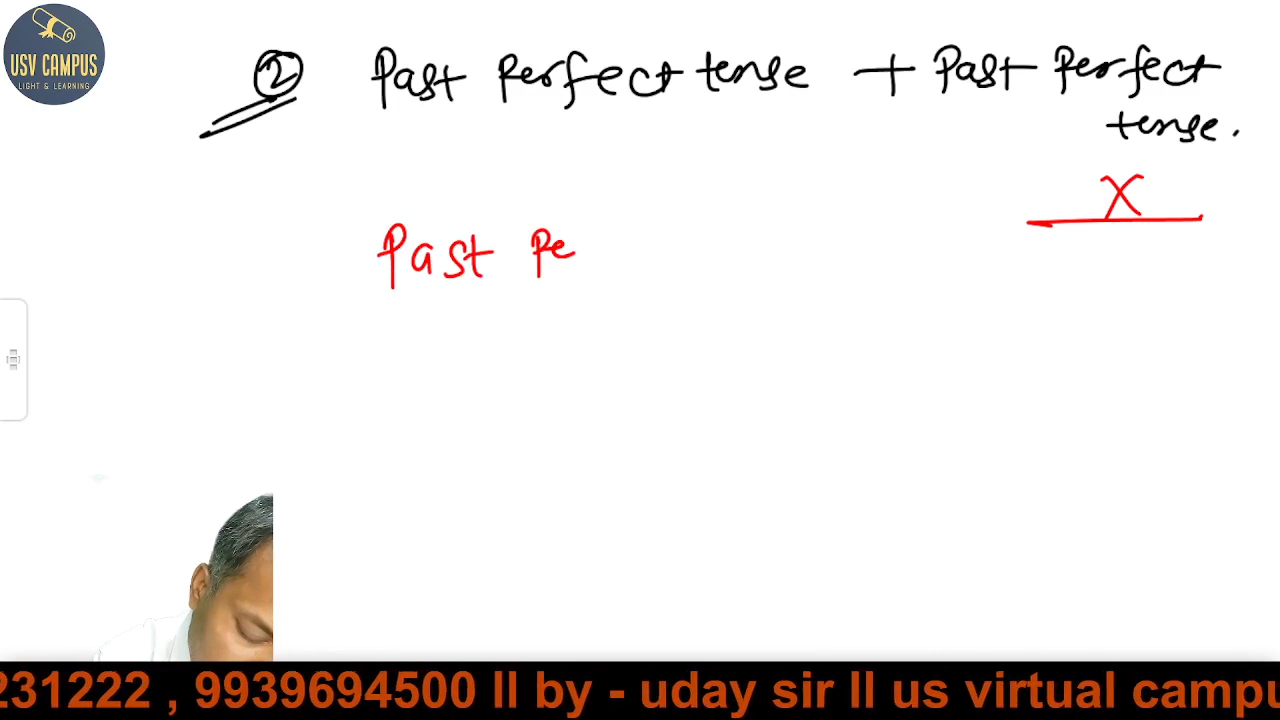 USV CAMPUS
LIGHT & LEARNING
② Past Perfect tense + Past Perfect
tense.
X
Past Pe
231222 , 9939694500 ll by - uday sir ll us virtual campu